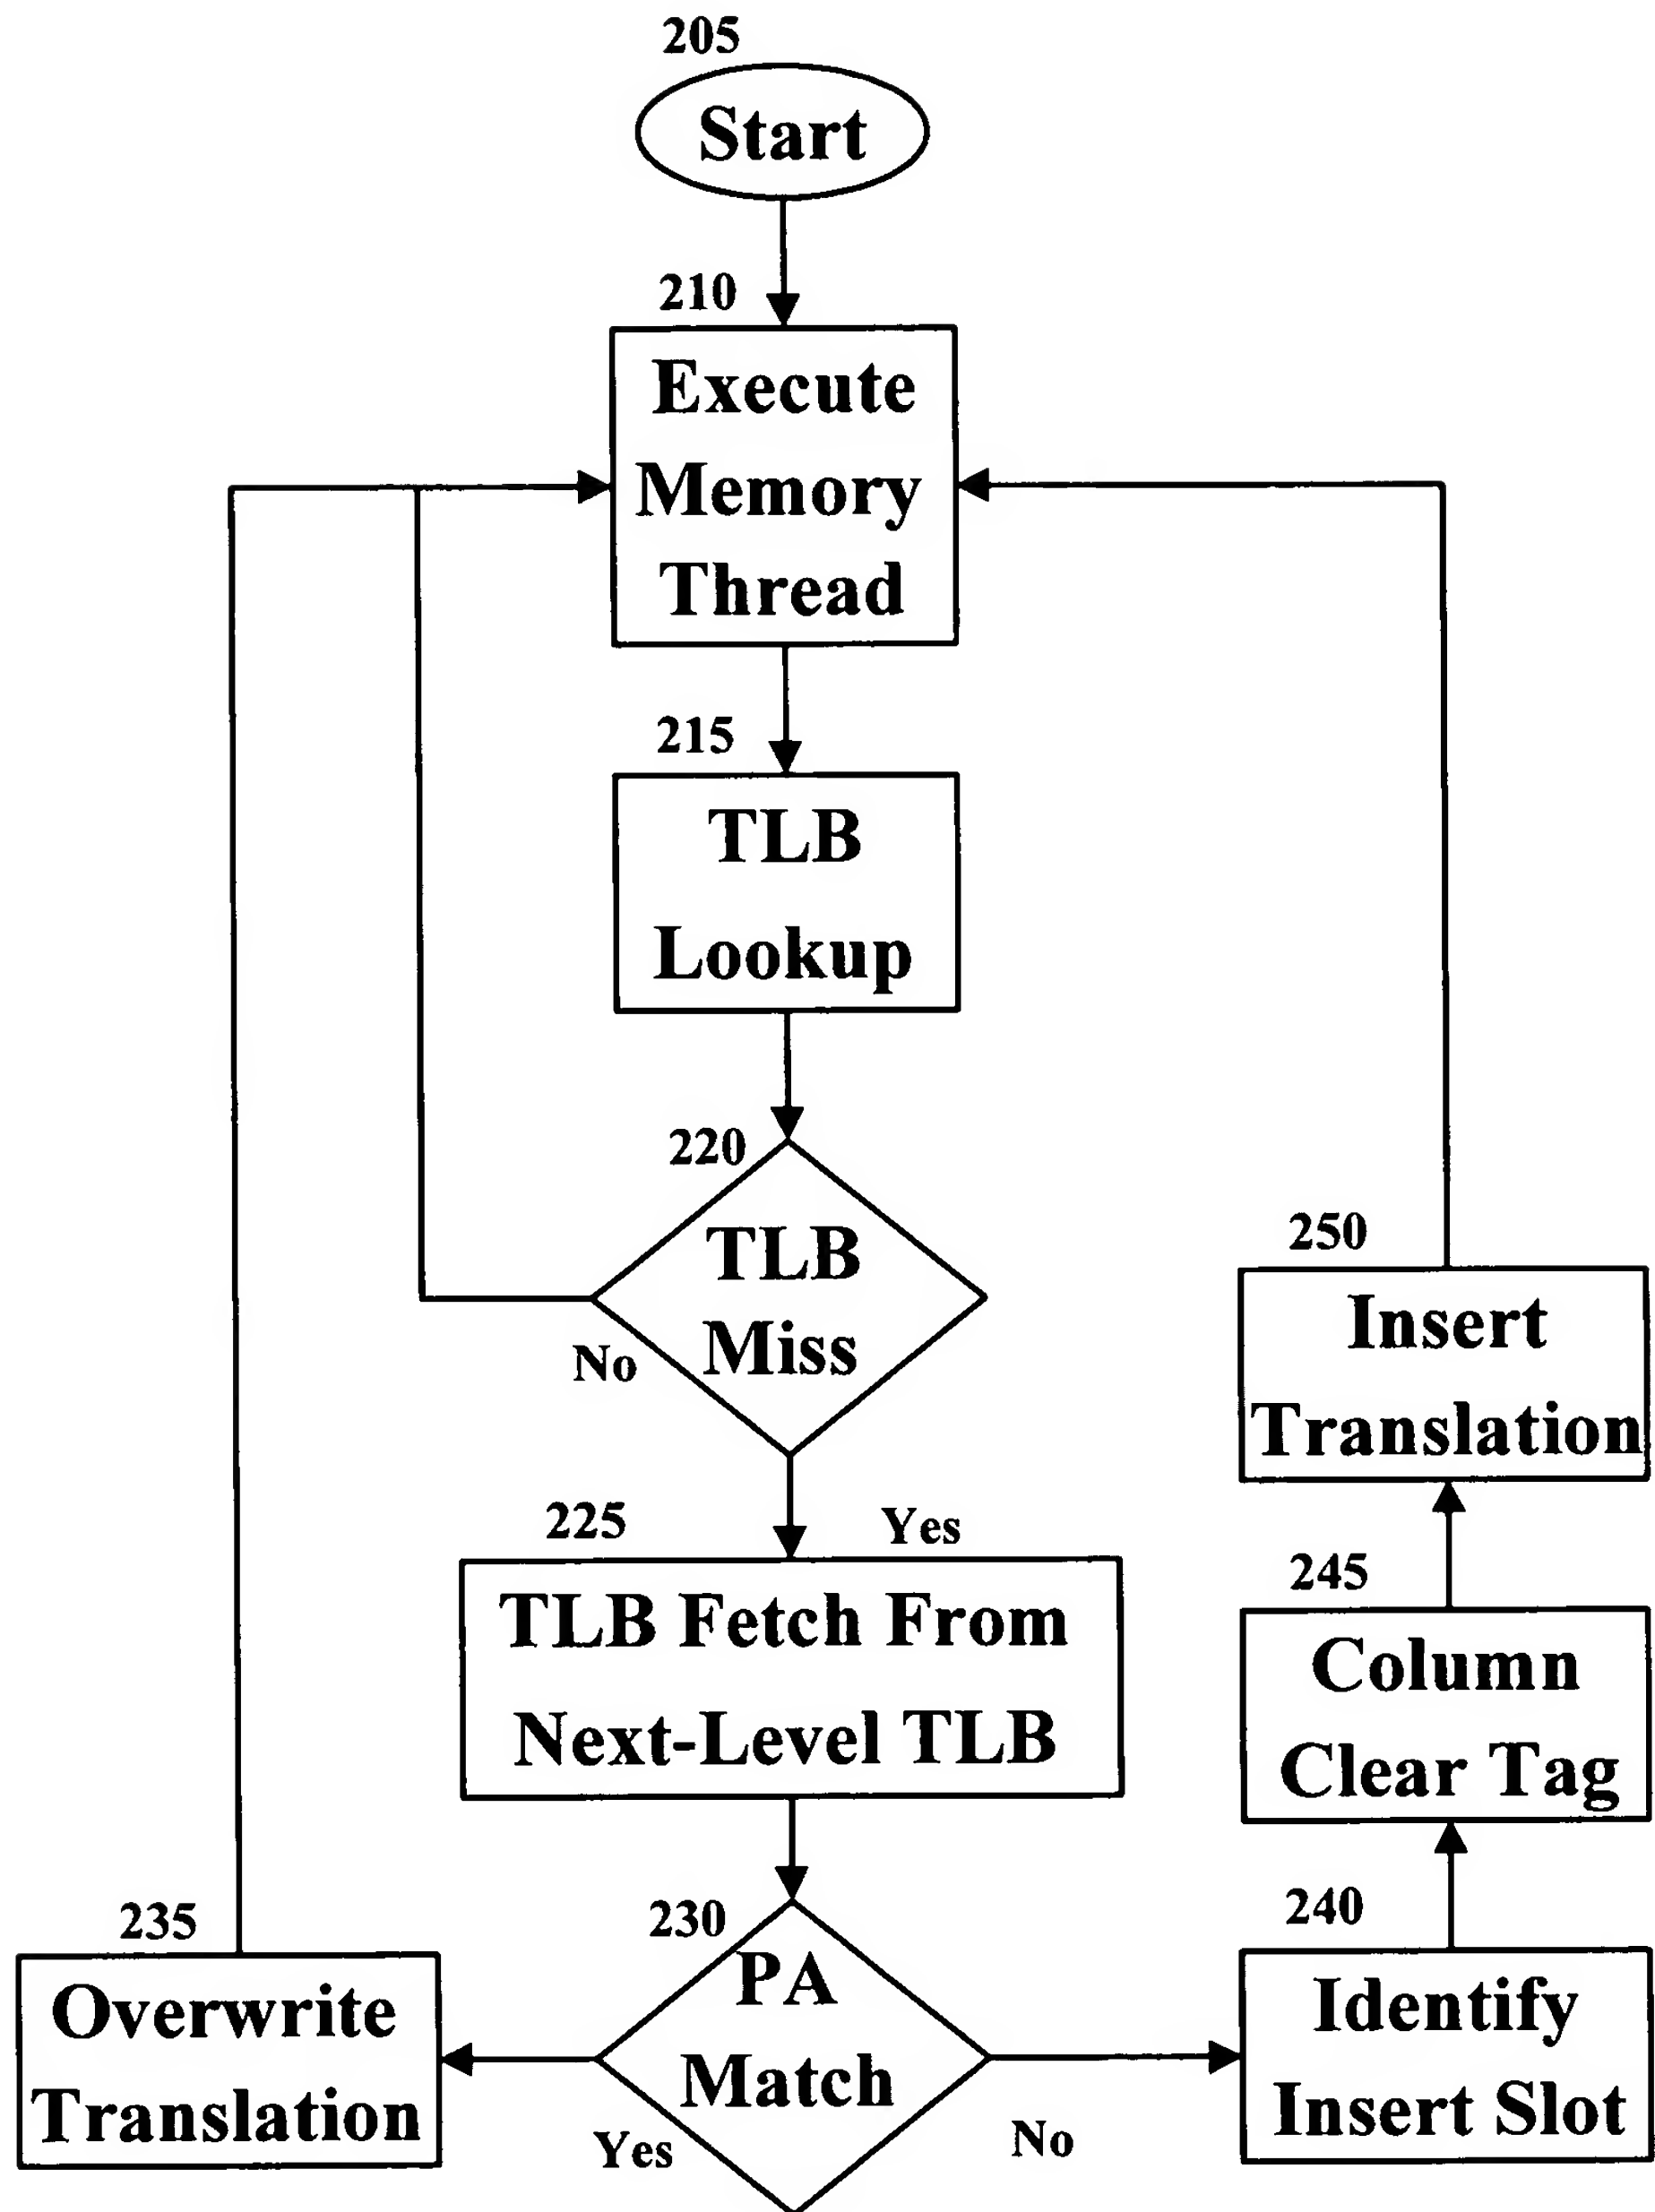 205
Start
210
Execute
Memory
Thread
215
TLB
Lookup
220
TLB
Miss
No
Yes
225
TLB Fetch From
Next-Level TLB
230
PA
Match
Yes
No
235
Overwrite
Translation
240
Identify
Insert Slot
245
Column
Clear Tag
250
Insert
Translation